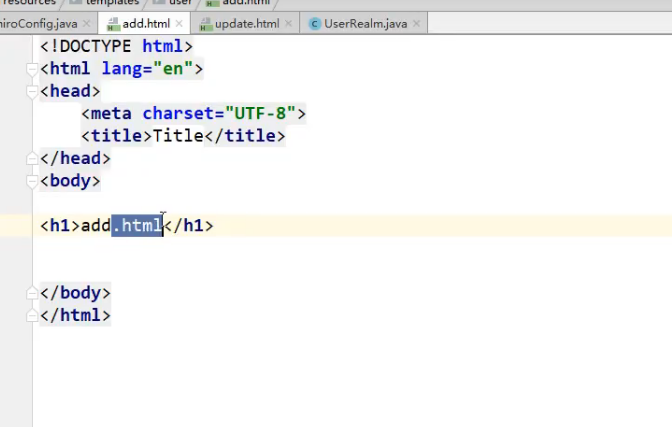 resources templates user add.html
hiroConfig.java add.html update.html UserRealm.java
<!DOCTYPE html>
<html lang="en">
<head>
<meta charset="UTF-8">
<title>Title</title>
</head>
<body>
<h1>add.html</h1>
</body>
</html>